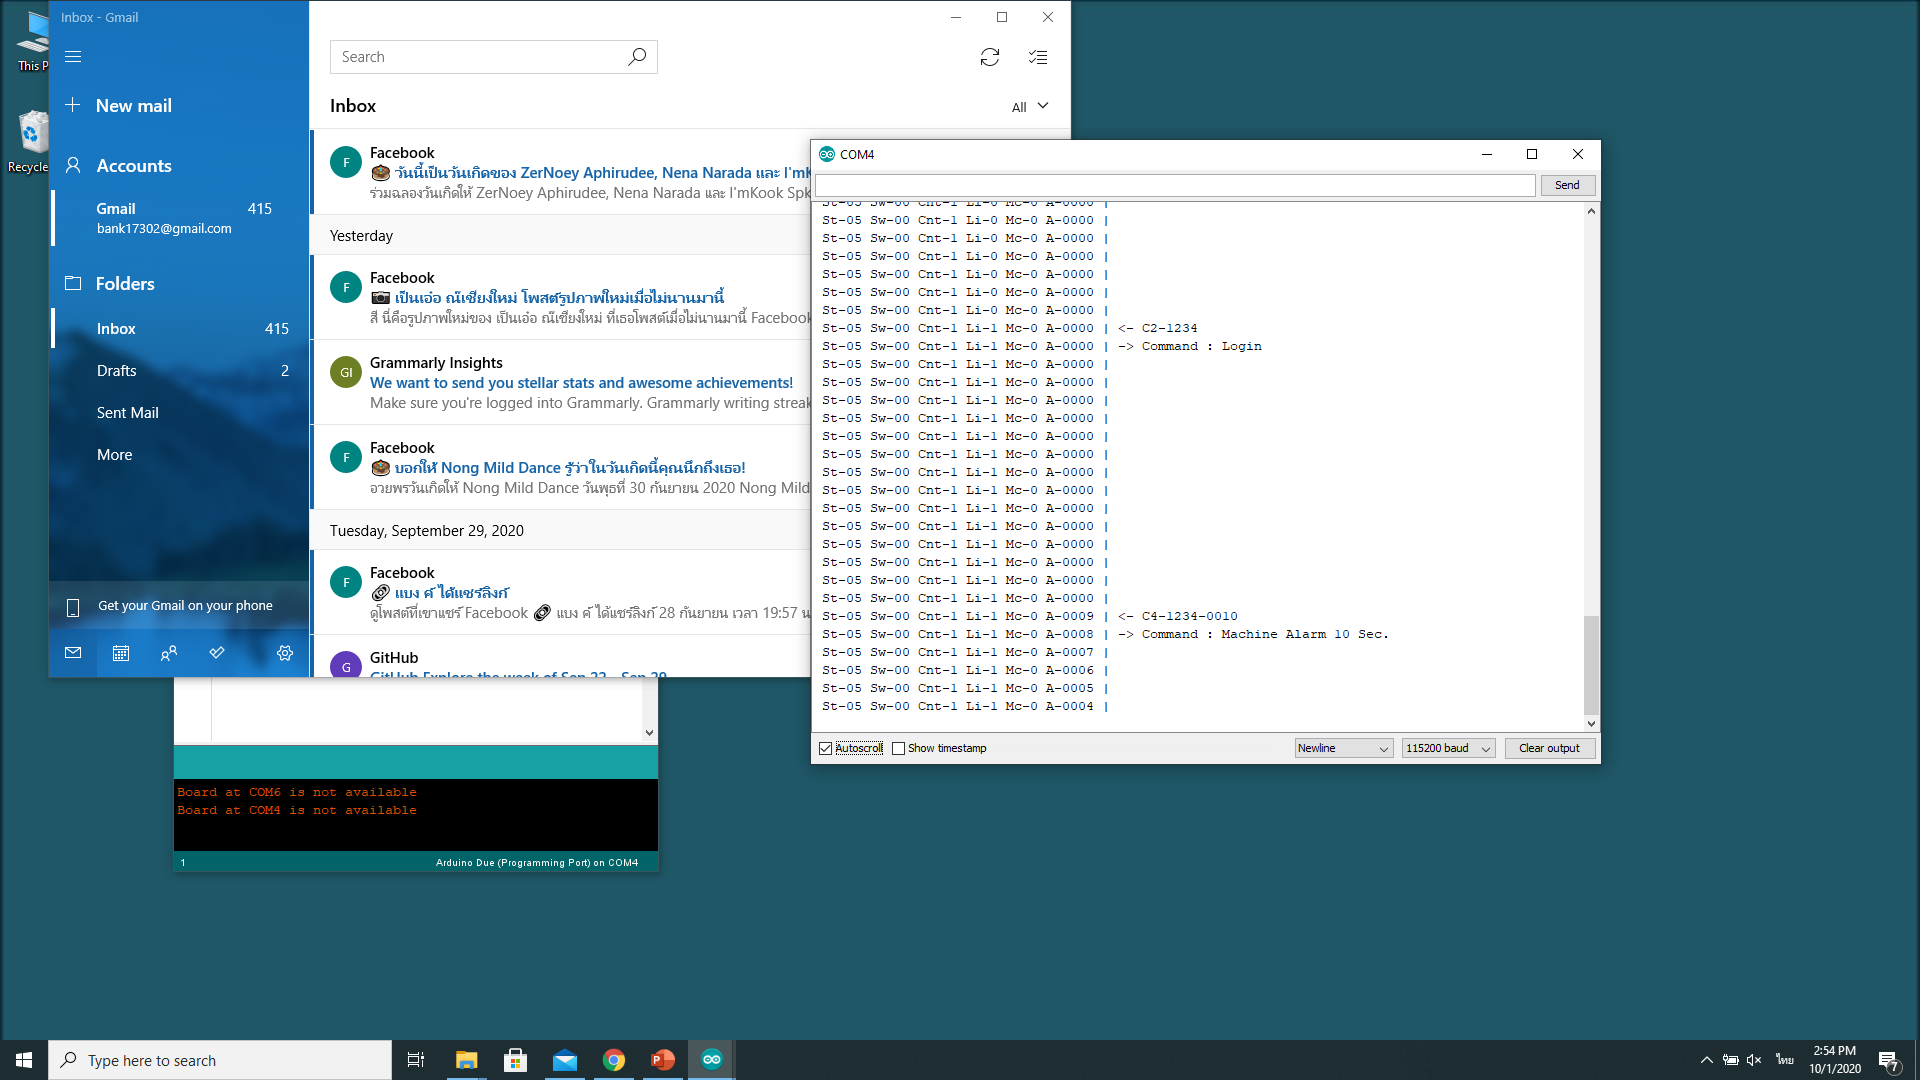 This P
Recycle
Inbox - Gmail
New mail
Accounts
Gmail 415
bank17302@gmail.com
Folders
Inbox 415
Drafts 2
Sent Mail
More
Get your Gmail on your phone
Search
Inbox
All
F
Facebook
วันนี้เป็นวันเกิดของ ZerNoey Aphirudee, Nena Narada และ I'mK
ร่วมฉลองวันเกิดให้ ZerNoey Aphirudee, Nena Narada และ I'mKook Spk
Yesterday
F
Facebook
เป็นเอ๋อ ณ๊เชียงใหม่ โพสต์รูปภาพใหม่เมื่อไม่นานมานี้
สี นี่คือรูปภาพใหม่ของ เป็นเอ๋อ ณ๊เชียงใหม่ ที่เธอโพสต์เมื่อไม่นานมานี้ Facebook
GI
Grammarly Insights
We want to send you stellar stats and awesome achievements!
Make sure you're logged into Grammarly. Grammarly writing streak
F
Facebook
บอกให้ Nong Mild Dance รู้ว่าในวันเกิดนี้คุณนึกถึงเธอ!
อวยพรวันเกิดให้ Nong Mild Dance วันพุธที่ 30 กันยายน 2020 Nong Mild
Tuesday, September 29, 2020
F
Facebook
แบง ค์ ได้แชร์ลิงก์
ดูโพสต์ที่เขาแชร์ Facebook แบง ค์ ได้แชร์ลิงก์ 28 กันยายน เวลา 19:57 น
G
GitHub
GitHub Explore the week of Sep 22 - Sep 29
COM4
Send
St-05 Sw-00 Cnt-1 Li-0 Mc-0 A-0000 |
St-05 Sw-00 Cnt-1 Li-0 Mc-0 A-0000 |
St-05 Sw-00 Cnt-1 Li-0 Mc-0 A-0000 |
St-05 Sw-00 Cnt-1 Li-0 Mc-0 A-0000 |
St-05 Sw-00 Cnt-1 Li-0 Mc-0 A-0000 |
St-05 Sw-00 Cnt-1 Li-0 Mc-0 A-0000 |
St-05 Sw-00 Cnt-1 Li-0 Mc-0 A-0000 |
St-05 Sw-00 Cnt-1 Li-1 Mc-0 A-0000 | <- C2-1234
St-05 Sw-00 Cnt-1 Li-1 Mc-0 A-0000 | -> Command : Login
St-05 Sw-00 Cnt-1 Li-1 Mc-0 A-0000 |
St-05 Sw-00 Cnt-1 Li-1 Mc-0 A-0000 |
St-05 Sw-00 Cnt-1 Li-1 Mc-0 A-0000 |
St-05 Sw-00 Cnt-1 Li-1 Mc-0 A-0000 |
St-05 Sw-00 Cnt-1 Li-1 Mc-0 A-0000 |
St-05 Sw-00 Cnt-1 Li-1 Mc-0 A-0000 |
St-05 Sw-00 Cnt-1 Li-1 Mc-0 A-0000 |
St-05 Sw-00 Cnt-1 Li-1 Mc-0 A-0000 |
St-05 Sw-00 Cnt-1 Li-1 Mc-0 A-0000 |
St-05 Sw-00 Cnt-1 Li-1 Mc-0 A-0000 |
St-05 Sw-00 Cnt-1 Li-1 Mc-0 A-0000 |
St-05 Sw-00 Cnt-1 Li-1 Mc-0 A-0000 |
St-05 Sw-00 Cnt-1 Li-1 Mc-0 A-0000 |
St-05 Sw-00 Cnt-1 Li-1 Mc-0 A-0000 |
St-05 Sw-00 Cnt-1 Li-1 Mc-0 A-0009 | <- C4-1234-0010
St-05 Sw-00 Cnt-1 Li-1 Mc-0 A-0008 | -> Command : Machine Alarm 10 Sec.
St-05 Sw-00 Cnt-1 Li-1 Mc-0 A-0007 |
St-05 Sw-00 Cnt-1 Li-1 Mc-0 A-0006 |
St-05 Sw-00 Cnt-1 Li-1 Mc-0 A-0005 |
St-05 Sw-00 Cnt-1 Li-1 Mc-0 A-0004 |
Autoscroll Show timestamp Newline 115200 baud Clear output
Board at COM6 is not available
Board at COM4 is not available
1 Arduino Due (Programming Port) on COM4
Type here to search
P
ไทย
2:54 PM
10/1/2020
7